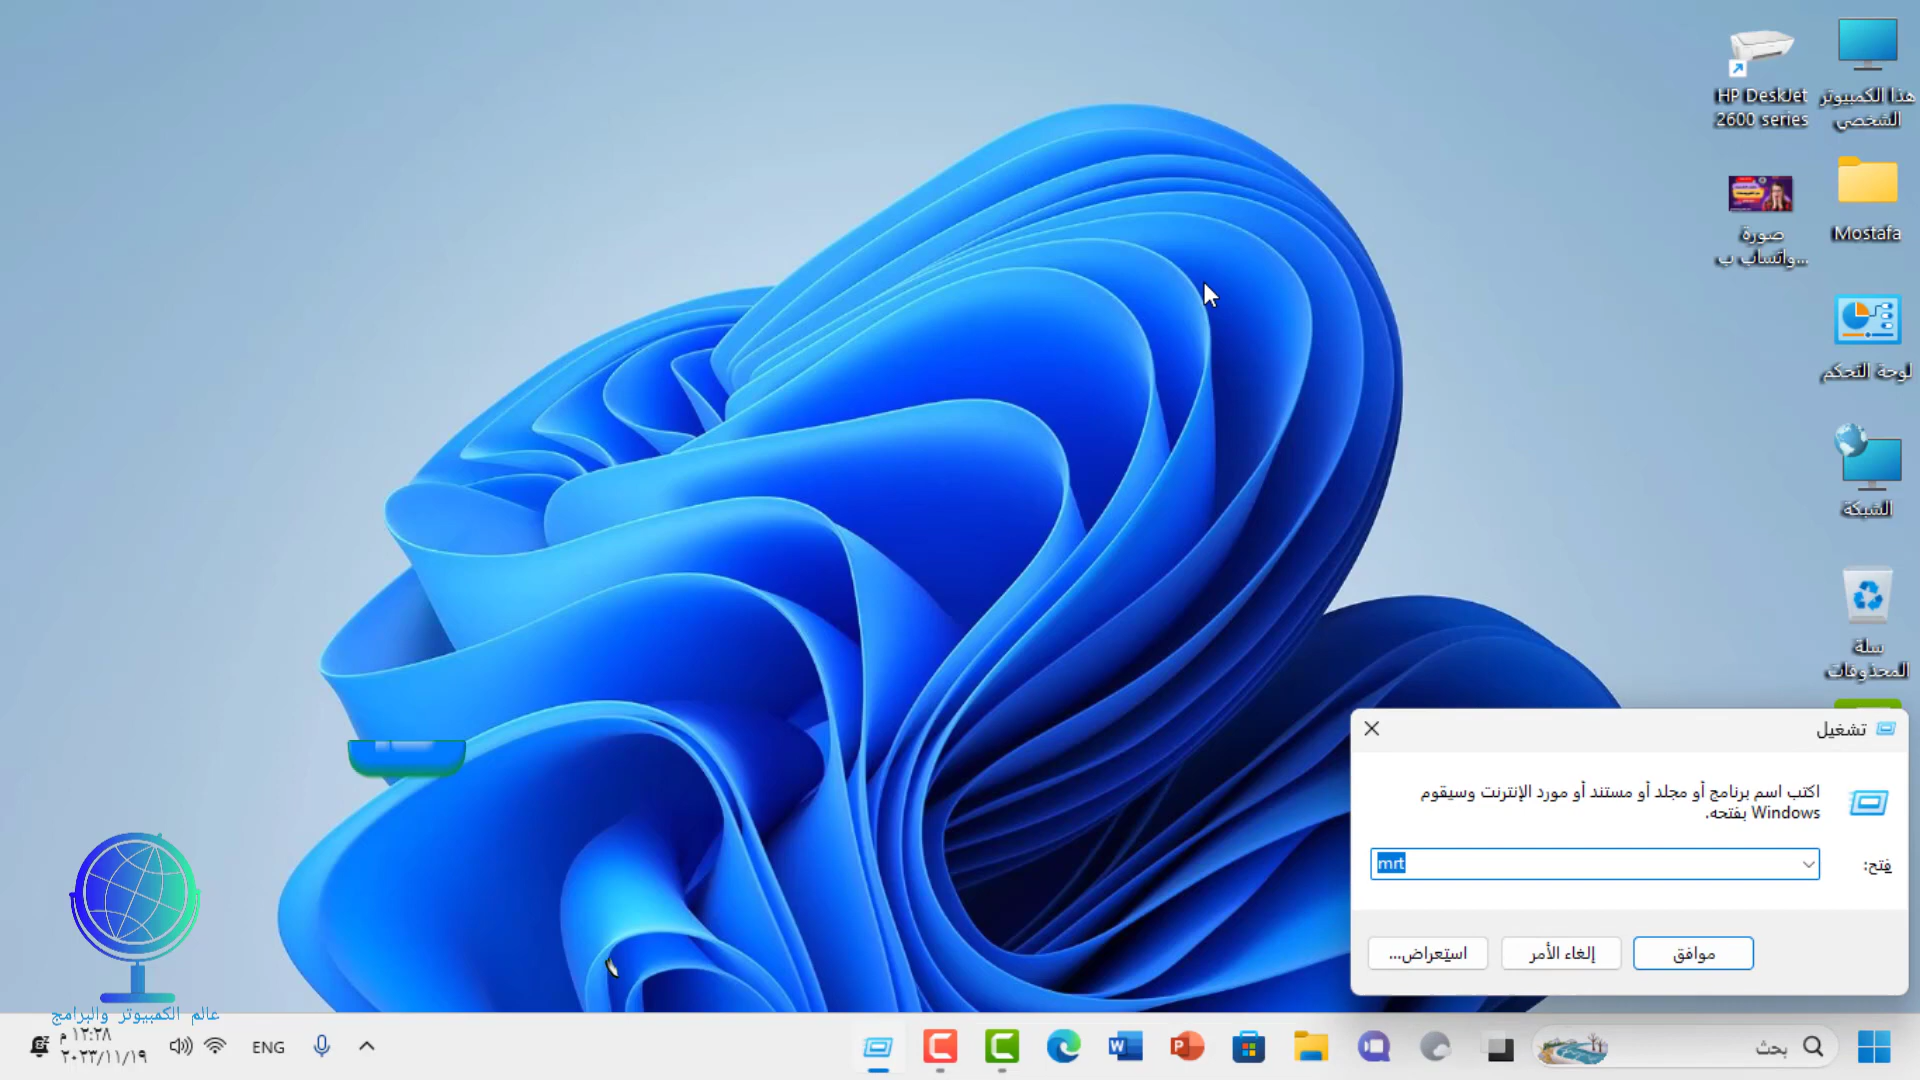 هذا الكمبيوتر
الشخصي
HP DeskJet
2600 series
Mostafa
صورة
واتساب ب...
لوحة التحكم
الشبكة
سلة
المحذوفات
تشغيل
اكتب اسم برنامج أو مجلد أو مستند أو مورد الإنترنت وسيقوم
Windows بفتحه.
فتح:
mrt
موافق
إلغاء الأمر
استعراض...
عالم الكمبيوتر والبرامج
بحث
ENG
١٢:٢٨ م
٢٠٢٣/١١/١٩